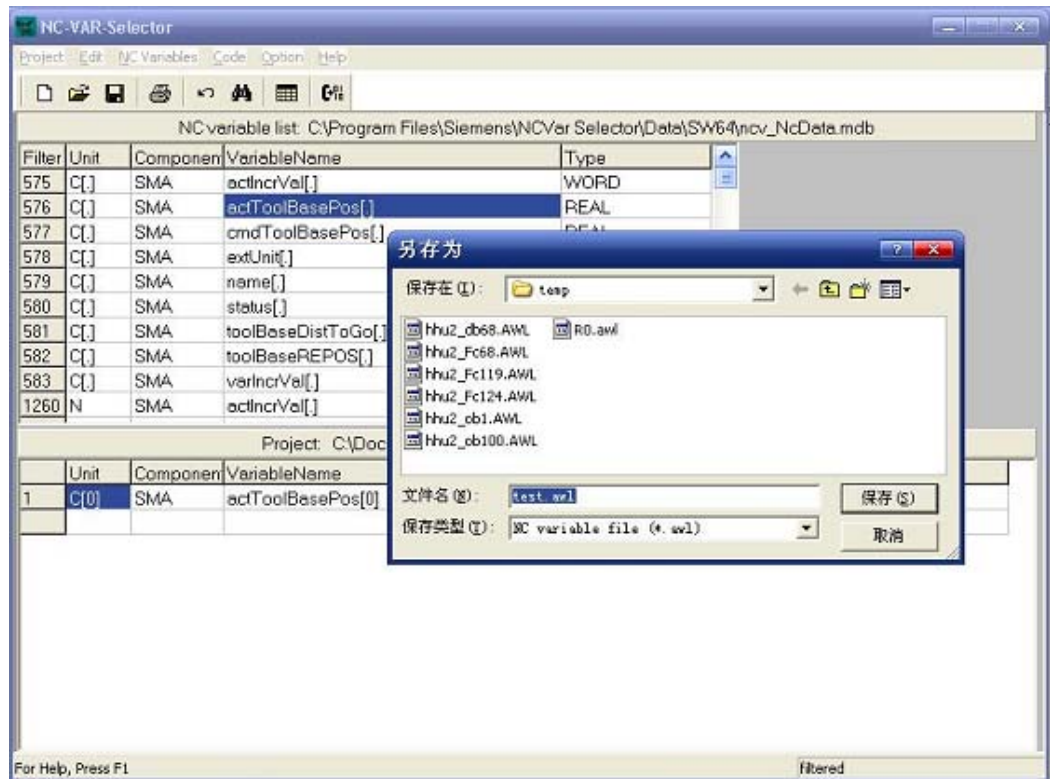 NC-VAR-Selector
Project Edit NC Variables Code Option Help
NC variable list: C:\Program Files\Siemens\NCVar Selector\Data\SW64\ncv_NcData.mdb
Filter Unit Componen VariableName Type
575 C[.] SMA actIncrVal[.] WORD
576 C[.] SMA actToolBasePos[.] REAL
577 C[.] SMA cmdToolBasePos[.] REAL
578 C[.] SMA extUnit[.]
579 C[.] SMA name[.]
580 C[.] SMA status[.]
581 C[.] SMA toolBaseDistToGo[.]
582 C[.] SMA toolBaseREPOS[.]
583 C[.] SMA varIncrVal[.]
1260 N SMA actIncrVal[.]
Project: C:\Doc
Unit Componen VariableName
1 C[0] SMA actToolBasePos[0]
另存为
保存在(I): temp
hhu2_db68.AWL R0.awl
hhu2_Fc68.AWL
hhu2_Fc119.AWL
hhu2_Fc124.AWL
hhu2_ob1.AWL
hhu2_ob100.AWL
文件名(N): test.awl 保存(S)
保存类型(T): NC variable file (*.awl) 取消
For Help, Press F1 filtered